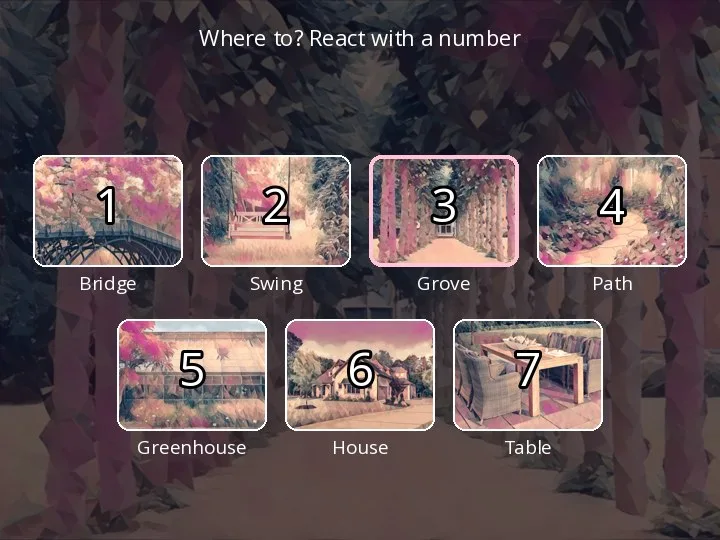 Where to? React with a number
1
2
3
4
Bridge
Swing
Grove
Path
5
6
7
Greenhouse
House
Table